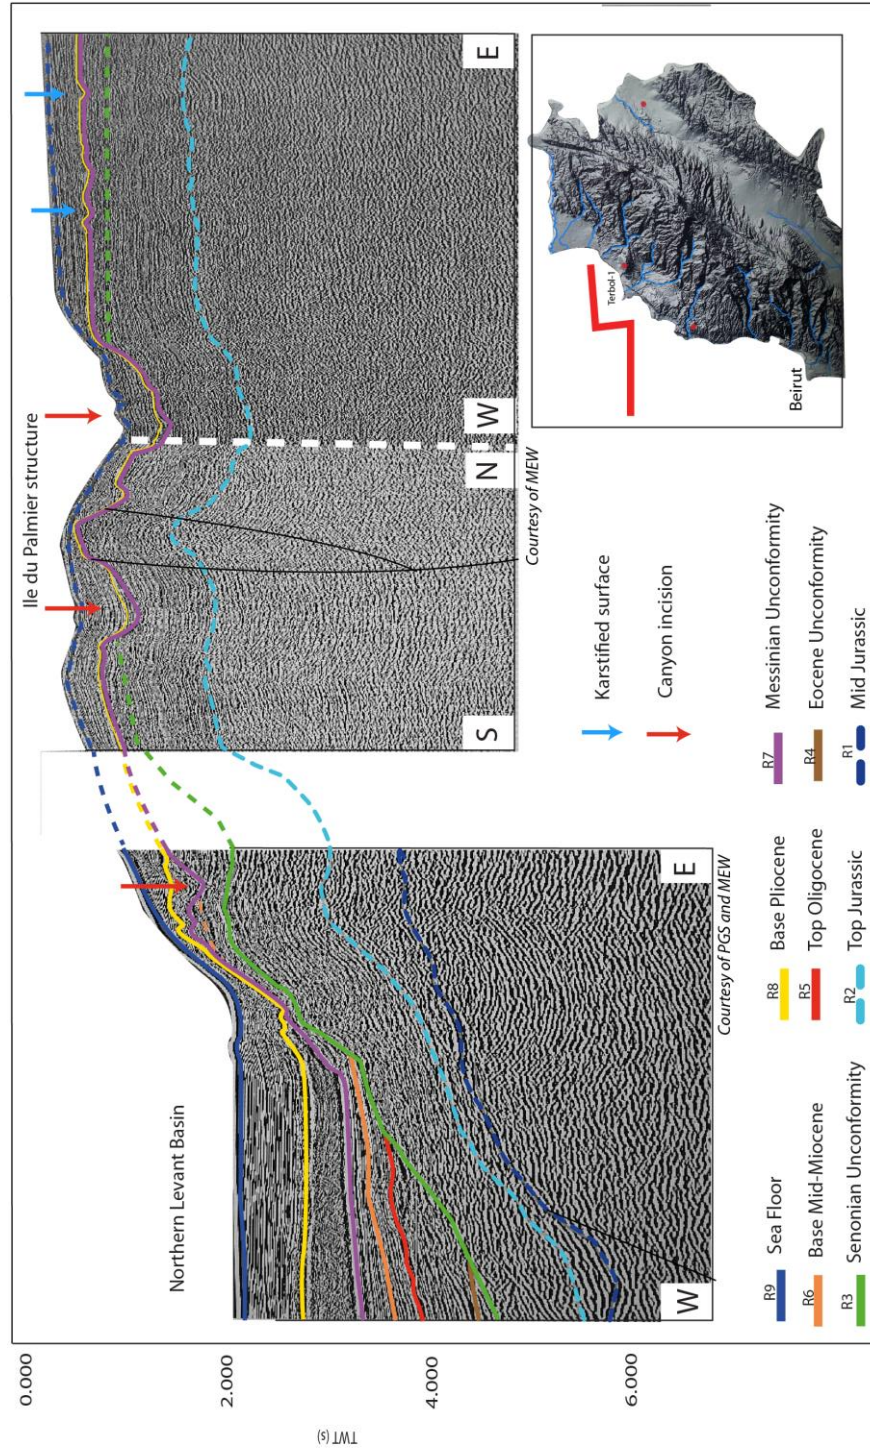 0.000
2.000
4.000
6.000
TWT (s)
Northern Levant Basin
W
E
Courtesy of PGS and MEW
Ile du Palmier structure
S
N
W
E
Courtesy of MEW
Karstified surface
Canyon incision
R9 Sea Floor
R8 Base Pliocene
R7 Messinian Unconformity
R6 Base Mid-Miocene
R5 Top Oligocene
R4 Eocene Unconformity
R3 Senonian Unconformity
R2 Top Jurassic
R1 Mid Jurassic
Terbol-1
Beirut